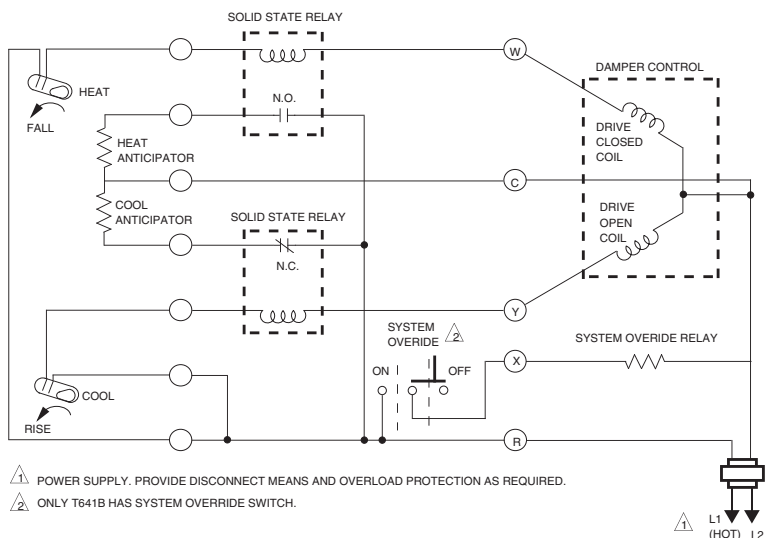 SOLID STATE RELAY
W
DAMPER CONTROL
HEAT
FALL
N.O.
DRIVE
CLOSED
COIL
HEAT
ANTICIPATOR
C
COOL
ANTICIPATOR
SOLID STATE RELAY
N.C.
DRIVE
OPEN
COIL
Y
SYSTEM
OVERIDE 2
ON OFF
X
SYSTEM OVERIDE RELAY
COOL
RISE
R
1 POWER SUPPLY. PROVIDE DISCONNECT MEANS AND OVERLOAD PROTECTION AS REQUIRED.
2 ONLY T641B HAS SYSTEM OVERRIDE SWITCH.
1 L1
(HOT) L2